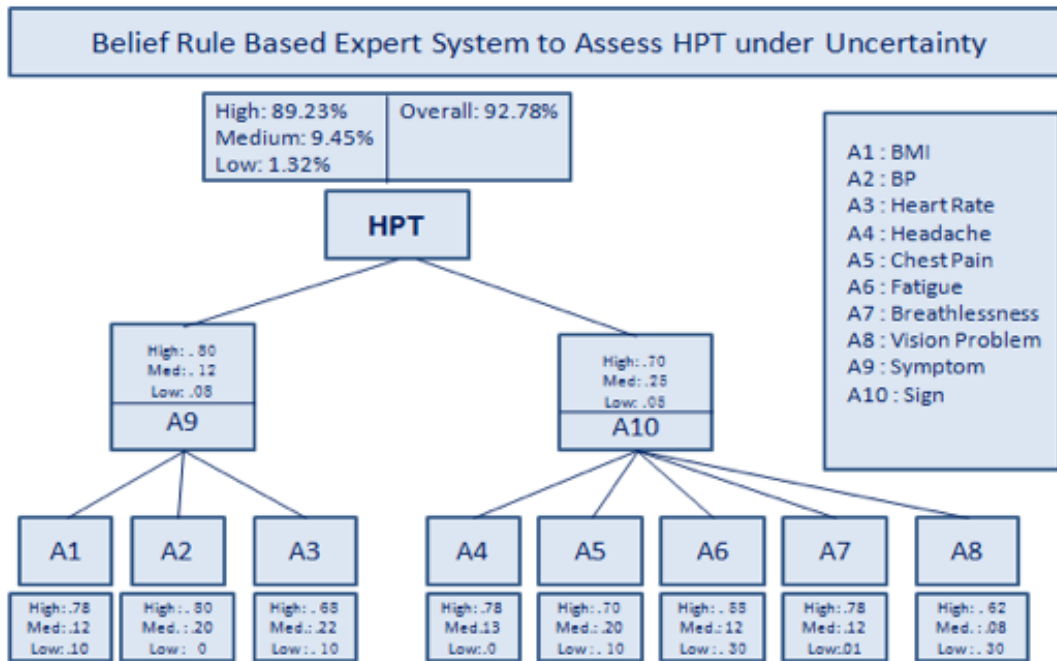 Belief Rule Based Expert System to Assess HPT under Uncertainty
High: 89.23%
Medium: 9.45%
Low: 1.32%
Overall: 92.78%
HPT
A1 : BMI
A2 : BP
A3 : Heart Rate
A4 : Headache
A5 : Chest Pain
A6 : Fatigue
A7 : Breathlessness
A8 : Vision Problem
A9 : Symptom
A10 : Sign
High: . 80
Med: . 12
Low: .08
A9
High: .70
Med: .25
Low: .05
A10
A1
A2
A3
A4
A5
A6
A7
A8
High: .78
Med: .12
Low: .10
High: . 80
Med. : .20
Low : 0
High: . 68
Med.: .22
Low: . 10
High: .78
Med.13
Low:.0
High: .70
Med.: .20
Low: . 10
High: . 58
Med.: 12
Low: . 30
High: .78
Med.: .12
Low:.01
High: . 62
Med. : .08
Low: . 30